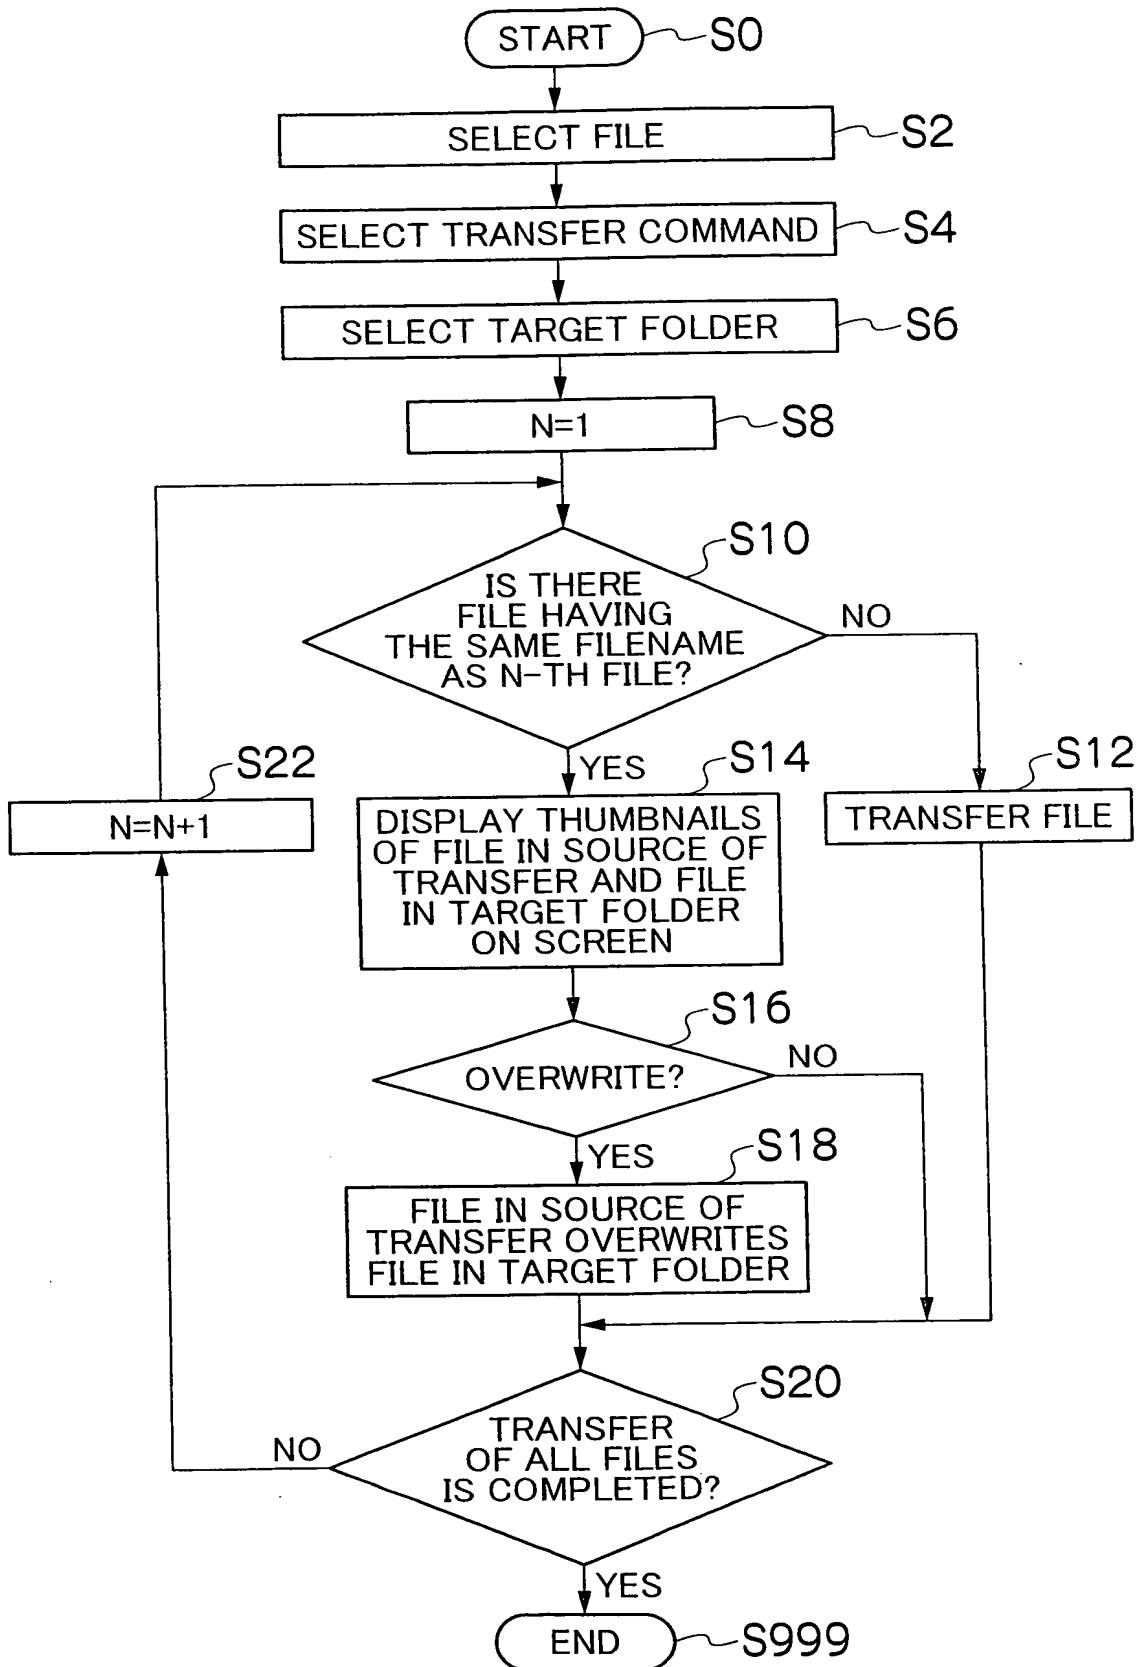 START
S0
SELECT FILE
S2
SELECT TRANSFER COMMAND
S4
SELECT TARGET FOLDER
S6
N=1
S8
S10
IS THERE
FILE HAVING
THE SAME FILENAME
AS N-TH FILE?
NO
YES
S22
N=N+1
S14
DISPLAY THUMBNAILS
OF FILE IN SOURCE OF
TRANSFER AND FILE
IN TARGET FOLDER
ON SCREEN
S12
TRANSFER FILE
S16
OVERWRITE?
NO
YES
S18
FILE IN SOURCE OF
TRANSFER OVERWRITES
FILE IN TARGET FOLDER
S20
TRANSFER
OF ALL FILES
IS COMPLETED?
NO
YES
END
S999